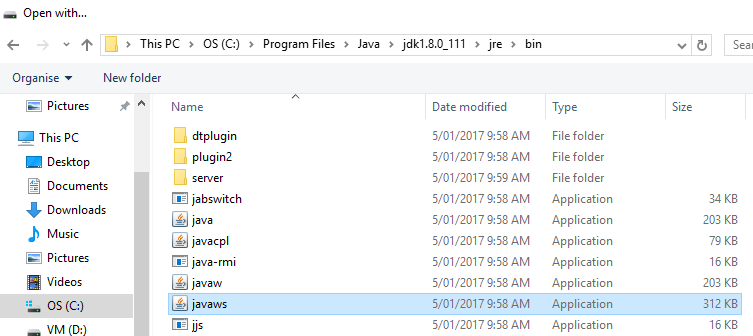 Open with...
This PC > OS (C:) > Program Files > Java > jdk1.8.0_111 > jre > bin
Sea
Organise
New folder
Pictures
This PC
Desktop
Documents
Downloads
Music
Pictures
Videos
OS (C:)
VM (D:)
Name Date modified Type Size
dtplugin 5/01/2017 9:58 AM File folder
plugin2 5/01/2017 9:58 AM File folder
server 5/01/2017 9:59 AM File folder
jabswitch 5/01/2017 9:58 AM Application 34 KB
java 5/01/2017 9:58 AM Application 203 KB
javacpl 5/01/2017 9:58 AM Application 79 KB
java-rmi 5/01/2017 9:58 AM Application 16 KB
javaw 5/01/2017 9:58 AM Application 203 KB
javaws 5/01/2017 9:58 AM Application 312 KB
jjs 5/01/2017 9:58 AM Application 16 KB